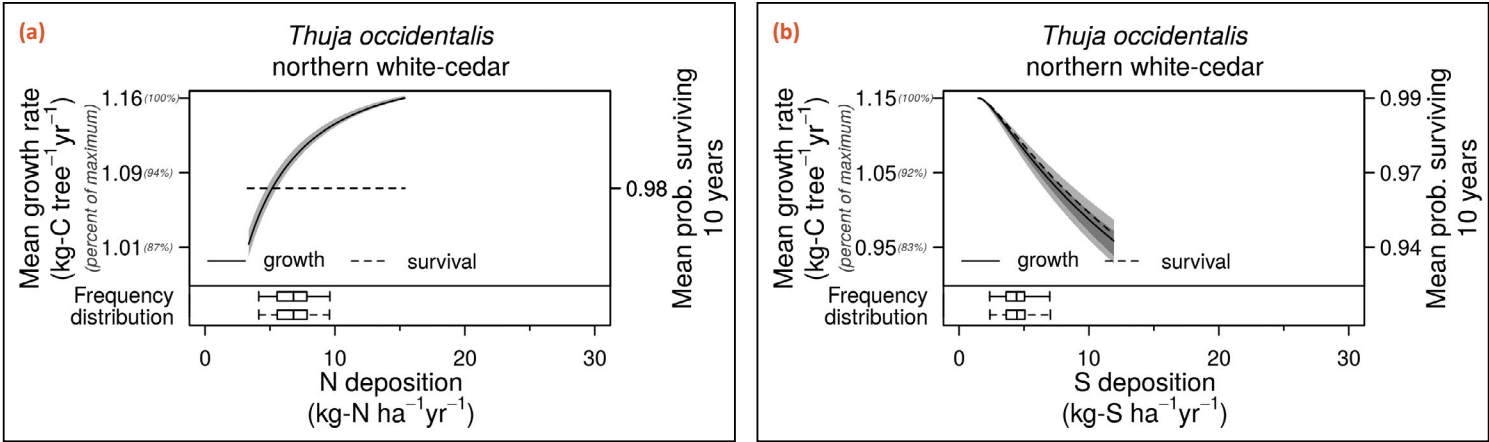 (a)
Thuja occidentalis
northern white-cedar
Mean growth rate
(kg-C tree⁻¹yr⁻¹)
(percent of maximum)
1.16 (100%)
1.09 (94%)
1.01 (87%)
0.98
Mean prob. surviving
10 years
growth
survival
Frequency
distribution
0 10 20 30
N deposition
(kg-N ha⁻¹yr⁻¹)
(b)
Thuja occidentalis
northern white-cedar
Mean growth rate
(kg-C tree⁻¹yr⁻¹)
(percent of maximum)
1.15 (100%)
1.05 (92%)
0.95 (83%)
0.99
0.97
0.94
Mean prob. surviving
10 years
growth
survival
Frequency
distribution
0 10 20 30
S deposition
(kg-S ha⁻¹yr⁻¹)